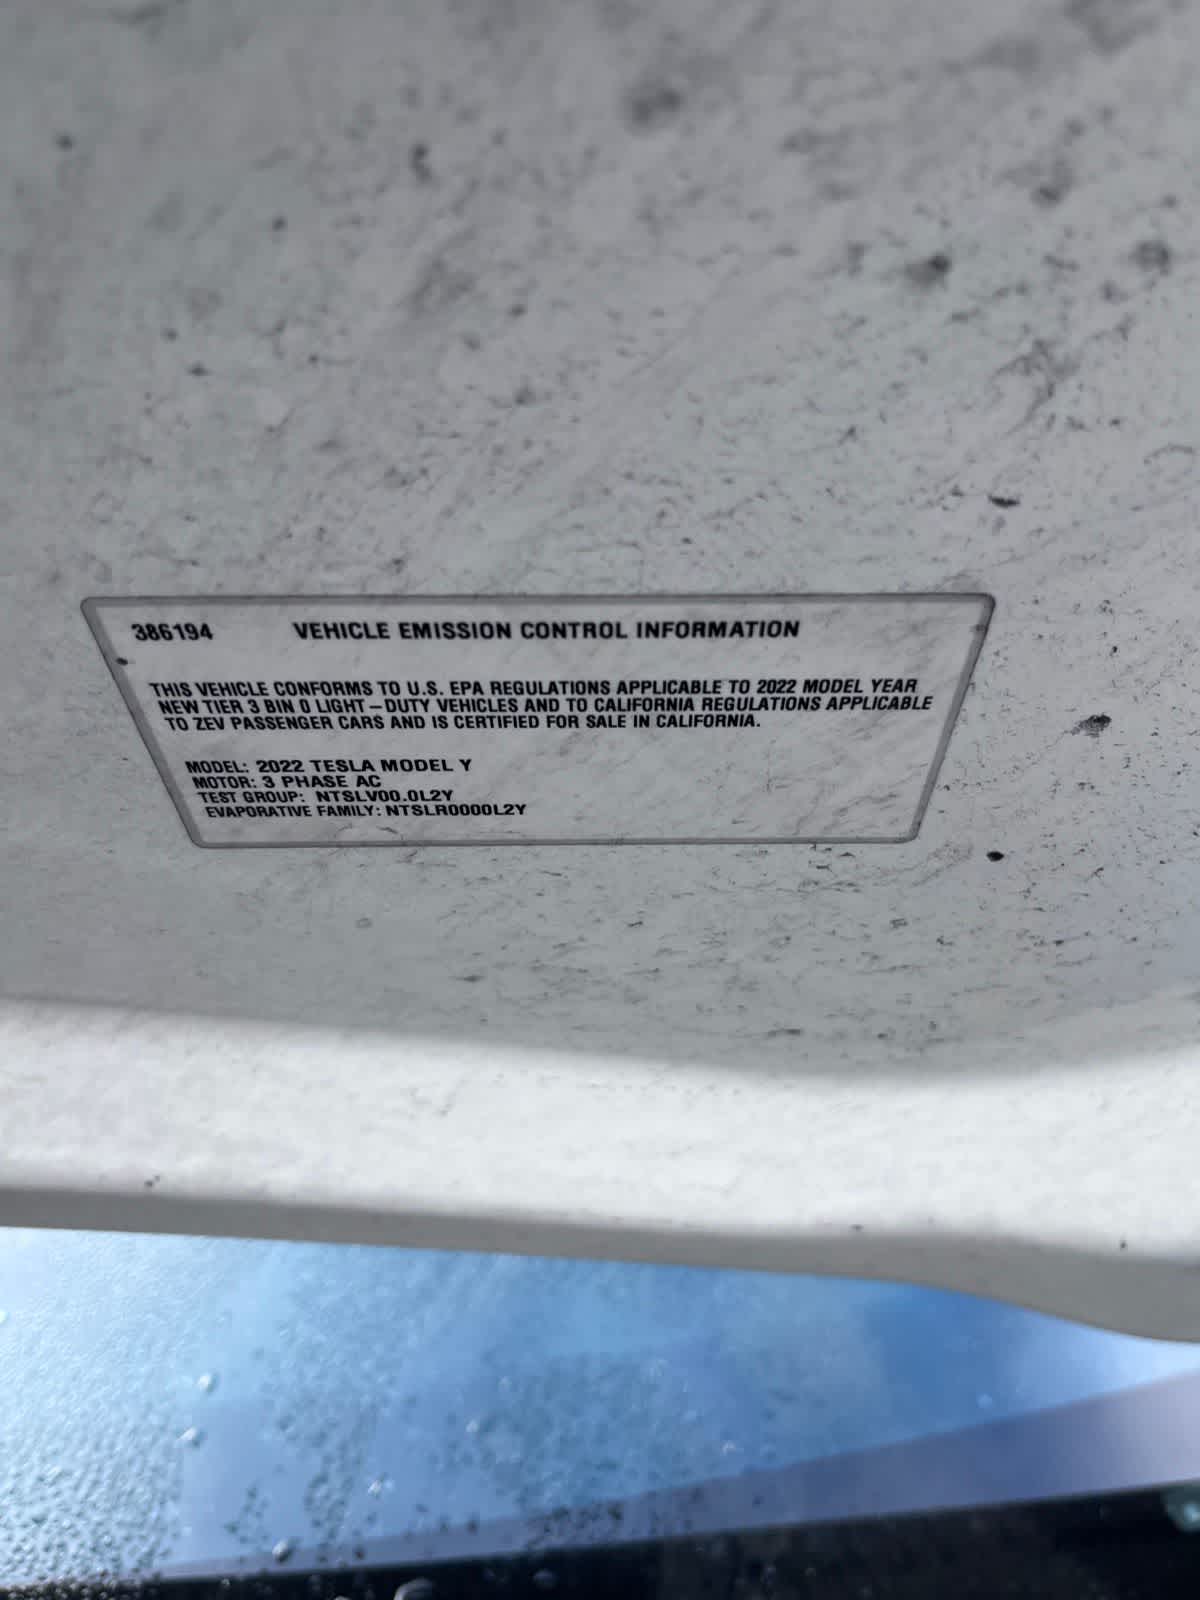 386194 VEHICLE EMISSION CONTROL INFORMATION
THIS VEHICLE CONFORMS TO U.S. EPA REGULATIONS APPLICABLE TO 2022 MODEL YEAR
NEW TIER 3 BIN 0 LIGHT-DUTY VEHICLES AND TO CALIFORNIA REGULATIONS APPLICABLE
TO ZEV PASSENGER CARS AND IS CERTIFIED FOR SALE IN CALIFORNIA.
MODEL: 2022 TESLA MODEL Y
MOTOR: 3 PHASE AC
TEST GROUP: NTSLV00.0L2Y
EVAPORATIVE FAMILY: NTSLR0000L2Y